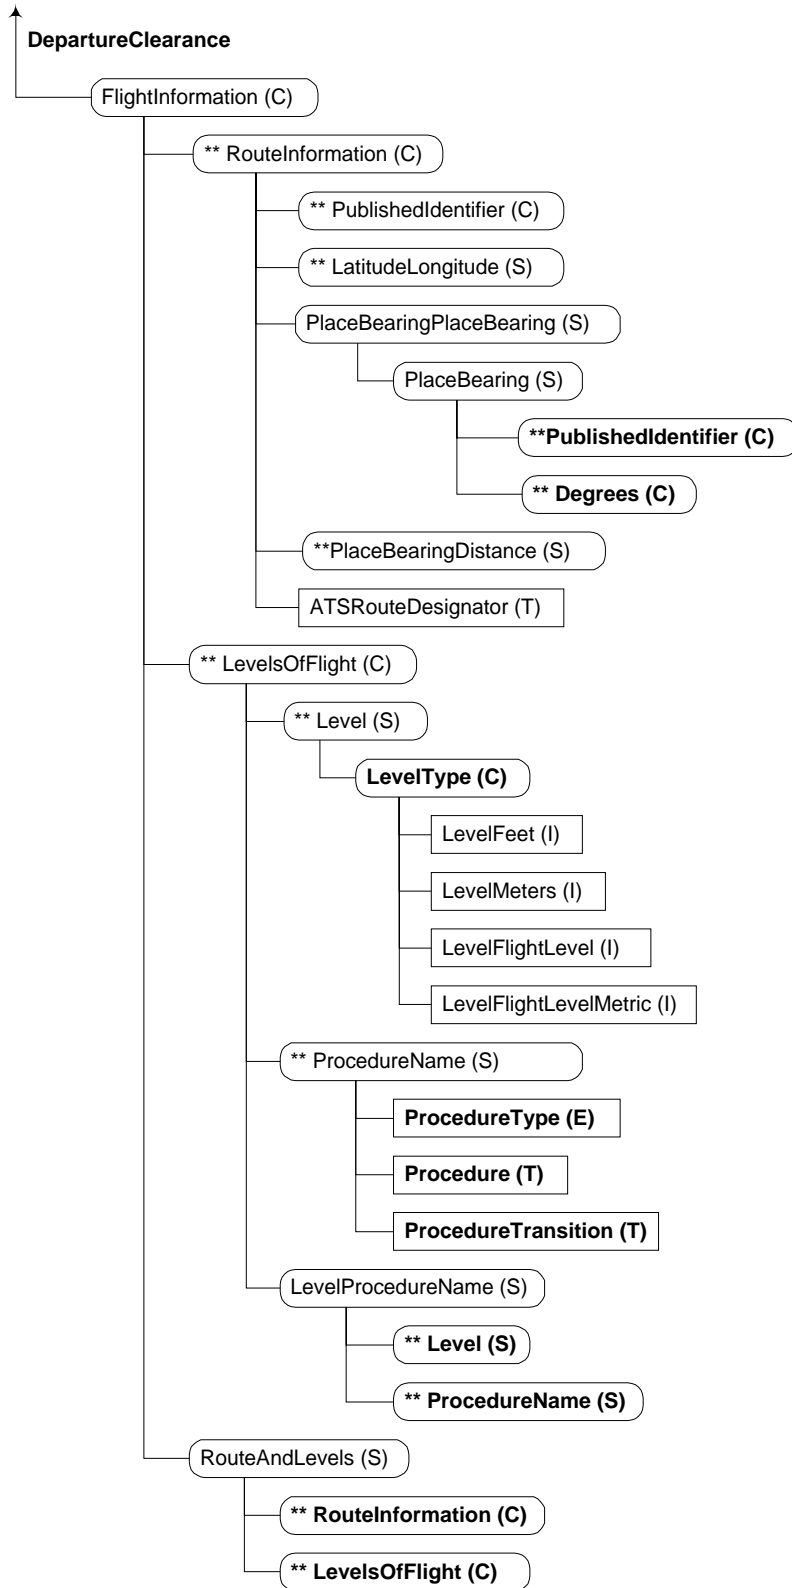 DepartureClearance
FlightInformation (C)
** RouteInformation (C)
** PublishedIdentifier (C)
** LatitudeLongitude (S)
PlaceBearingPlaceBearing (S)
PlaceBearing (S)
**PublishedIdentifier (C)
** Degrees (C)
**PlaceBearingDistance (S)
ATSRouteDesignator (T)
** LevelsOfFlight (C)
** Level (S)
LevelType (C)
LevelFeet (I)
LevelMeters (I)
LevelFlightLevel (I)
LevelFlightLevelMetric (I)
** ProcedureName (S)
ProcedureType (E)
Procedure (T)
ProcedureTransition (T)
LevelProcedureName (S)
** Level (S)
** ProcedureName (S)
RouteAndLevels (S)
** RouteInformation (C)
** LevelsOfFlight (C)